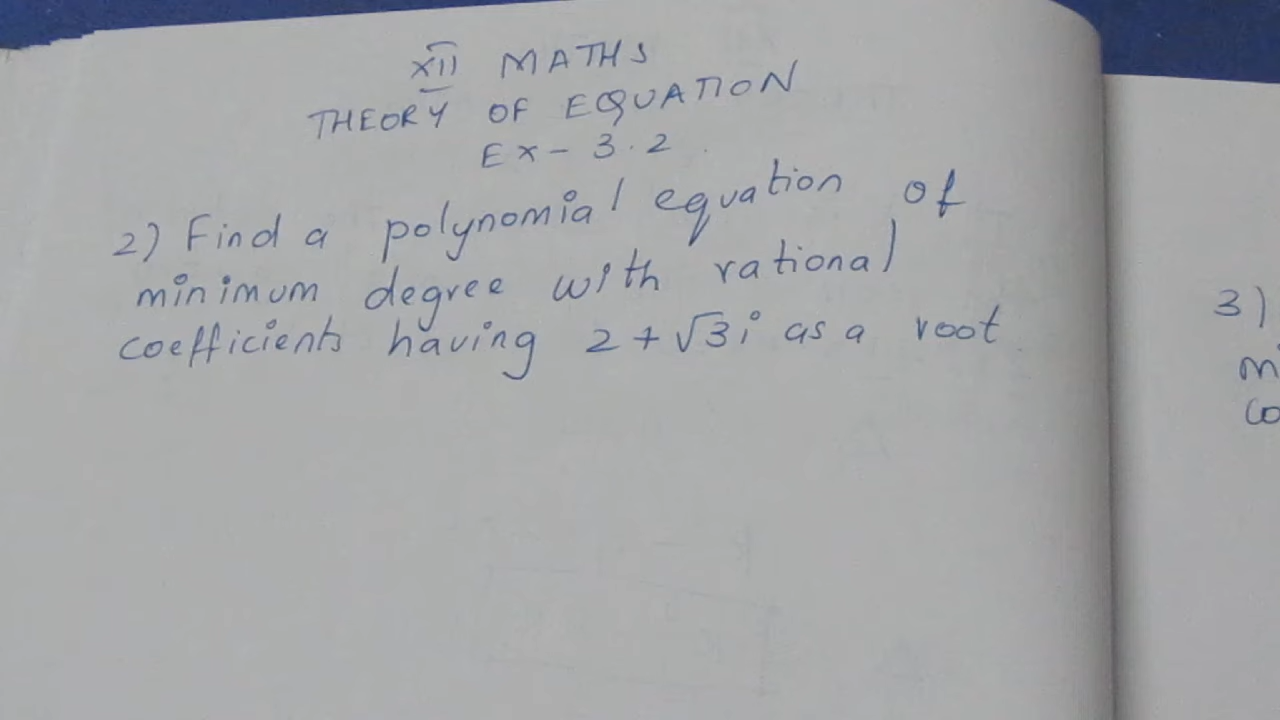 XII MATHS
THEORY OF EQUATION
EX - 3.2
2) Find a polynomial equation of
minimum degree with rational
coefficients having 2 + √3i as a root
3)
m
co